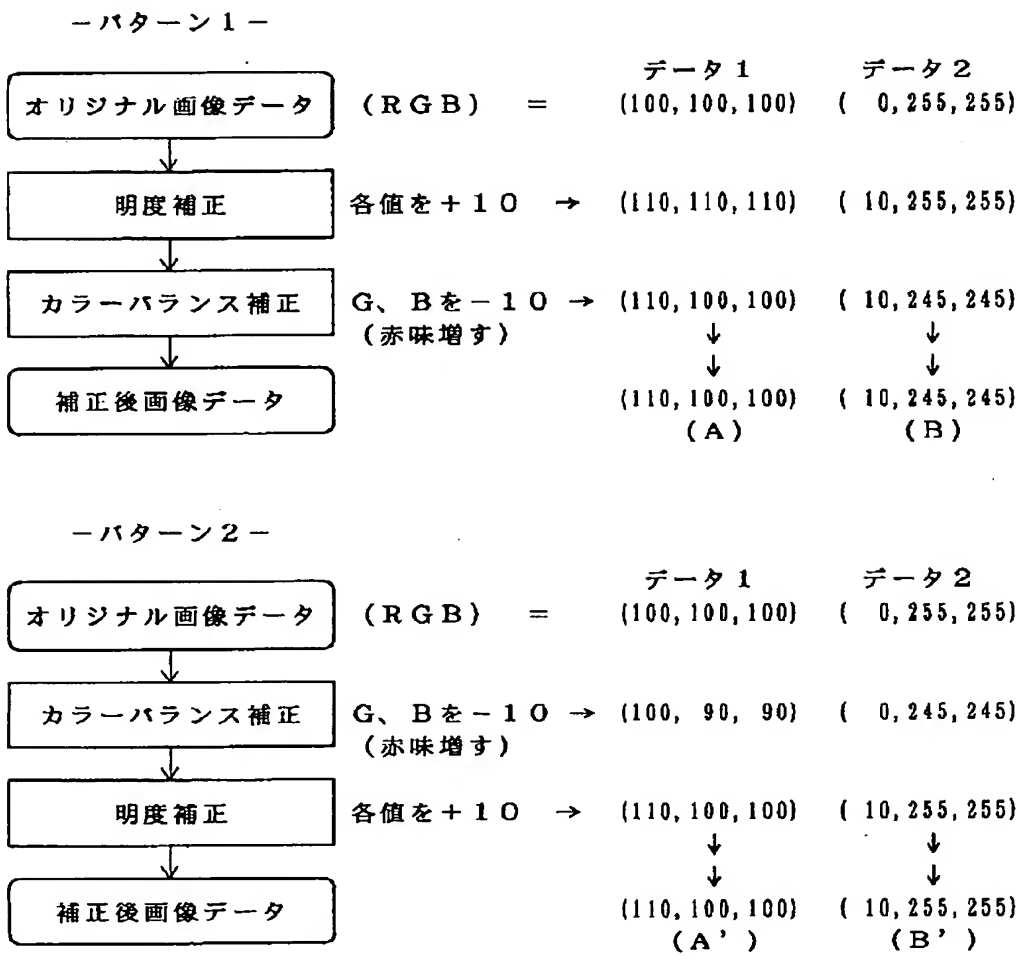 －パターン１－
データ１ データ２
オリジナル画像データ (ＲＧＢ) ＝ (100,100,100) ( 0,255,255)
明度補正 各値を＋１０ → (110,110,110) ( 10,255,255)
カラーバランス補正 Ｇ、Ｂを－１０ → (110,100,100) ( 10,245,245)
(赤味増す) ↓ ↓
↓ ↓
補正後画像データ (110,100,100) ( 10,245,245)
(Ａ) (Ｂ)
－パターン２－
データ１ データ２
オリジナル画像データ (ＲＧＢ) ＝ (100,100,100) ( 0,255,255)
カラーバランス補正 Ｇ、Ｂを－１０ → (100, 90, 90) ( 0,245,245)
(赤味増す)
明度補正 各値を＋１０ → (110,100,100) ( 10,255,255)
↓ ↓
↓ ↓
補正後画像データ (110,100,100) ( 10,255,255)
(Ａ’) (Ｂ’)